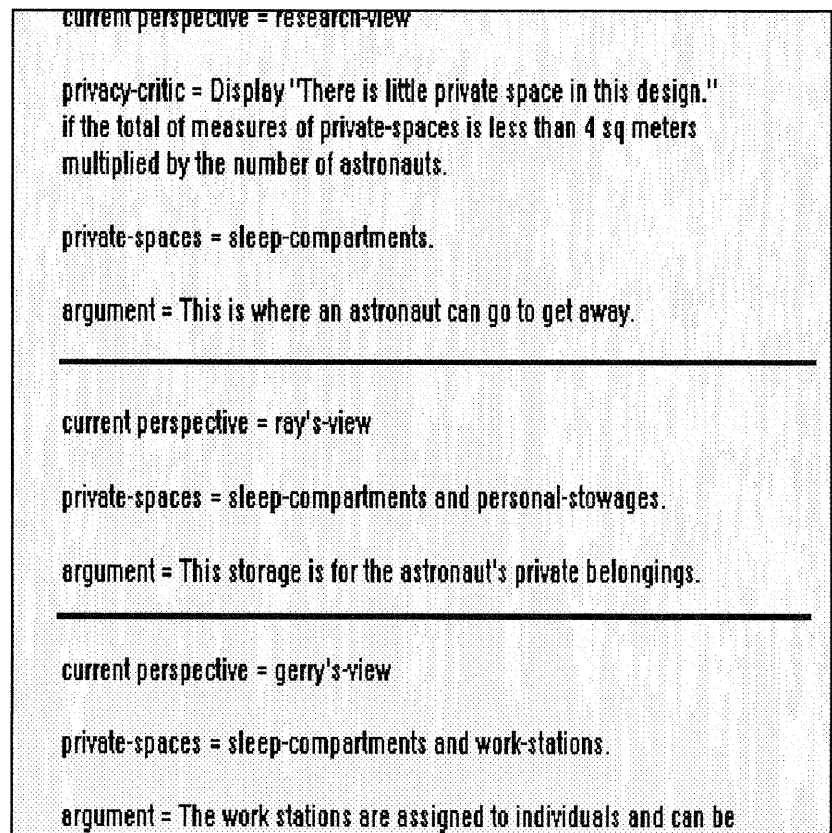 current perspective = research-view
privacy-critic = Display "There is little private space in this design."
if the total of measures of private-spaces is less than 4 sq meters
multiplied by the number of astronauts.
private-spaces = sleep-compartments.
argument = This is where an astronaut can go to get away.
current perspective = ray's-view
private-spaces = sleep-compartments and personal-stowages.
argument = This storage is for the astronaut's private belongings.
current perspective = gerry's-view
private-spaces = sleep-compartments and work-stations.
argument = The work stations are assigned to individuals and can be